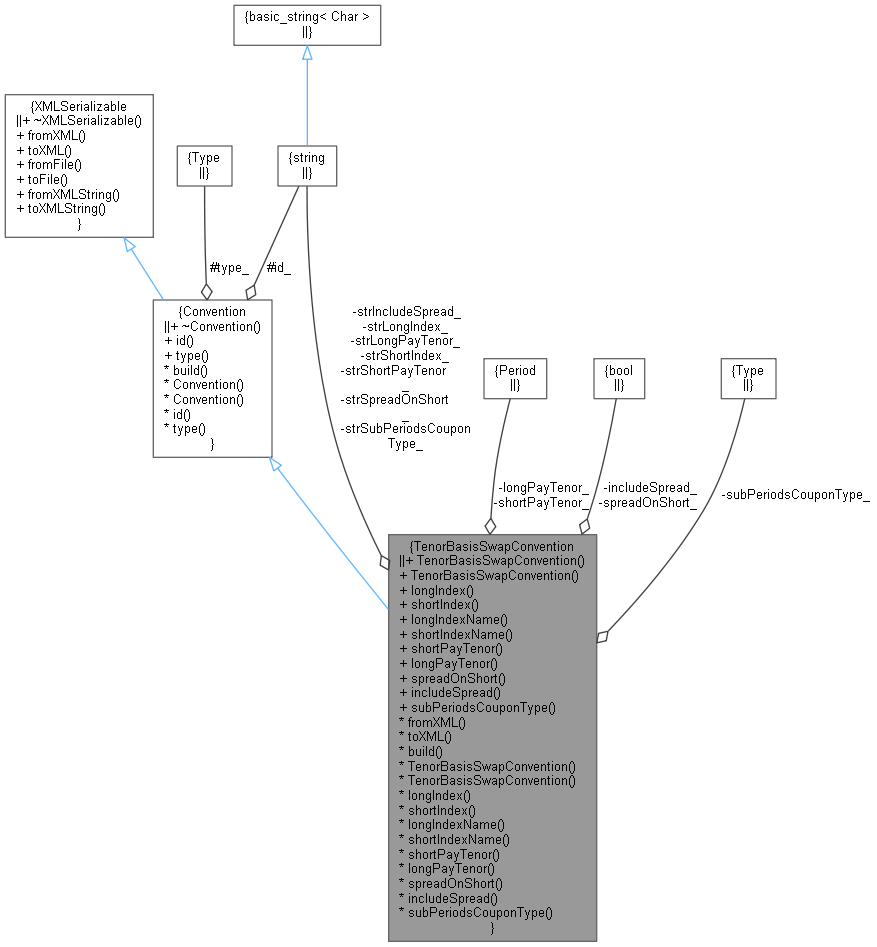 {basic_string< Char >
||}
{XMLSerializable
||+ ~XMLSerializable()
+ fromXML()
+ toXML()
+ fromFile()
+ toFile()
+ fromXMLString()
+ toXMLString()
}
{Type
||}
{string
||}
#type_
#id_
{Convention
||+ ~Convention()
+ id()
+ type()
* build()
* Convention()
* Convention()
* id()
* type()
}
-strIncludeSpread_
-strLongIndex_
-strLongPayTenor_
-strShortIndex_
-strShortPayTenor
_
-strSpreadOnShort
_
-strSubPeriodsCoupon
Type_
{Period
||}
{bool
||}
{Type
||}
-longPayTenor_
-shortPayTenor_
-includeSpread_
-spreadOnShort_
-subPeriodsCouponType_
{TenorBasisSwapConvention
||+ TenorBasisSwapConvention()
+ TenorBasisSwapConvention()
+ longIndex()
+ shortIndex()
+ longIndexName()
+ shortIndexName()
+ shortPayTenor()
+ longPayTenor()
+ spreadOnShort()
+ includeSpread()
+ subPeriodsCouponType()
* fromXML()
* toXML()
* build()
* TenorBasisSwapConvention()
* TenorBasisSwapConvention()
* longIndex()
* shortIndex()
* longIndexName()
* shortIndexName()
* shortPayTenor()
* longPayTenor()
* spreadOnShort()
* includeSpread()
* subPeriodsCouponType()
}